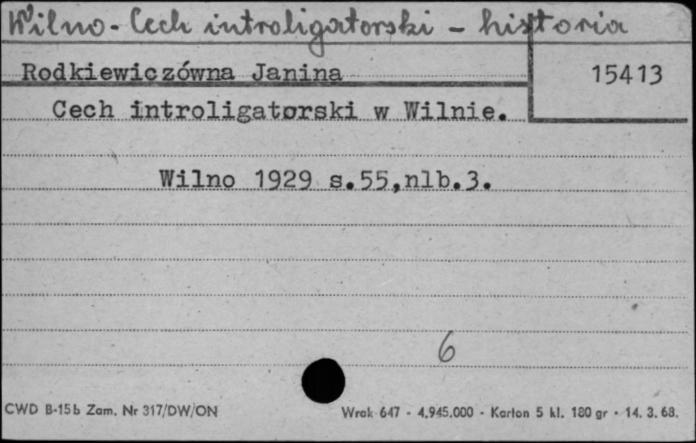 Wilno - Cech introligatorski - historia
Rodkiewiczówna Janina
15413
Cech introligatorski w Wilnie.
Wilno 1929 s.55,nlb.3.
6
CWD B-15b Zam. Nr 317/DW/ON
Wrok 647 - 4.945.000 - Karton 5 kl. 180 gr - 14. 3. 68.